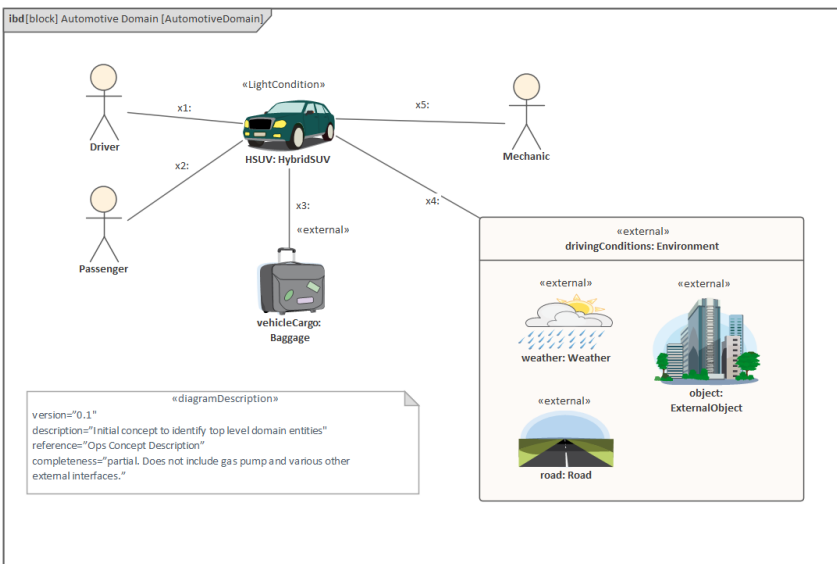 ibd [block] Automotive Domain [AutomotiveDomain]
«LightCondition»
x1:
x5:
Driver
HSUV: HybridSUV
Mechanic
x2:
x3:
x4:
«external»
Passenger
vehicleCargo:
Baggage
«external»
drivingConditions: Environment
«external»
weather: Weather
«external»
object:
ExternalObject
«external»
road: Road
«diagramDescription»
version="0.1"
description="Initial concept to identify top level domain entities"
reference="Ops Concept Description"
completeness="partial. Does not include gas pump and various other
external interfaces."